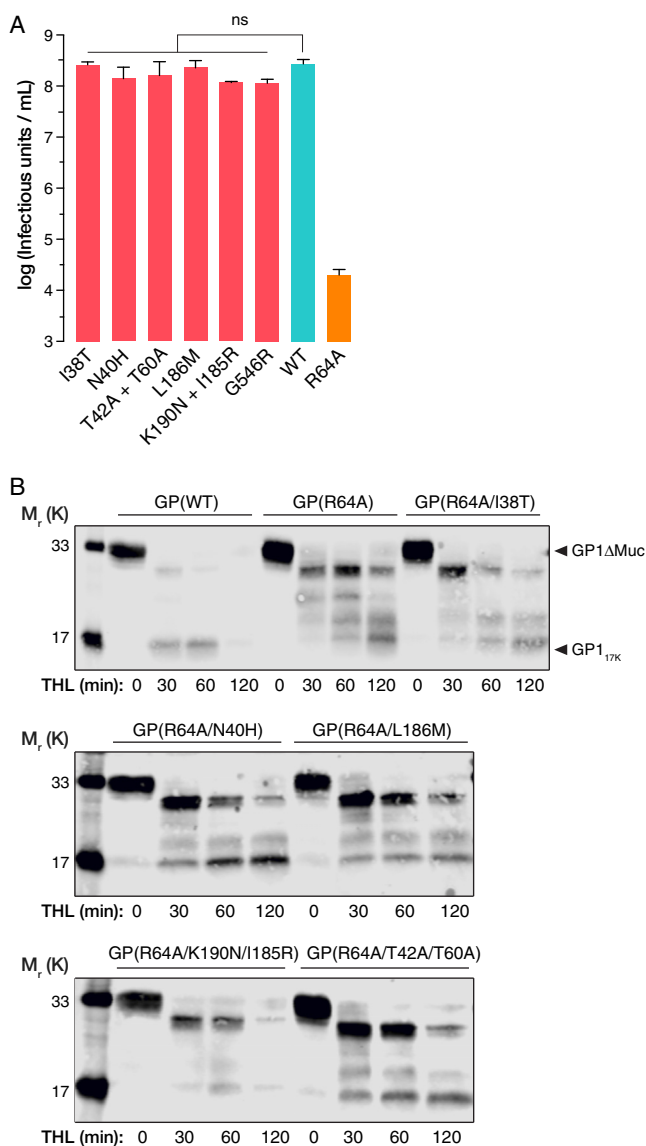 A
ns
log (Infectious units / mL)
9
8
7
6
5
4
3
I38T
N40H
T42A + T60A
L186M
K190N + I185R
G546R
WT
R64A
B
GP(WT) GP(R64A) GP(R64A/I38T)
Mr (K)
33
GP1ΔMuc
17
GP117K
THL (min): 0 30 60 120 0 30 60 120 0 30 60 120
GP(R64A/N40H) GP(R64A/L186M)
Mr (K)
33
17
THL (min): 0 30 60 120 0 30 60 120
GP(R64A/K190N/I185R) GP(R64A/T42A/T60A)
Mr (K)
33
17
THL (min): 0 30 60 120 0 30 60 120